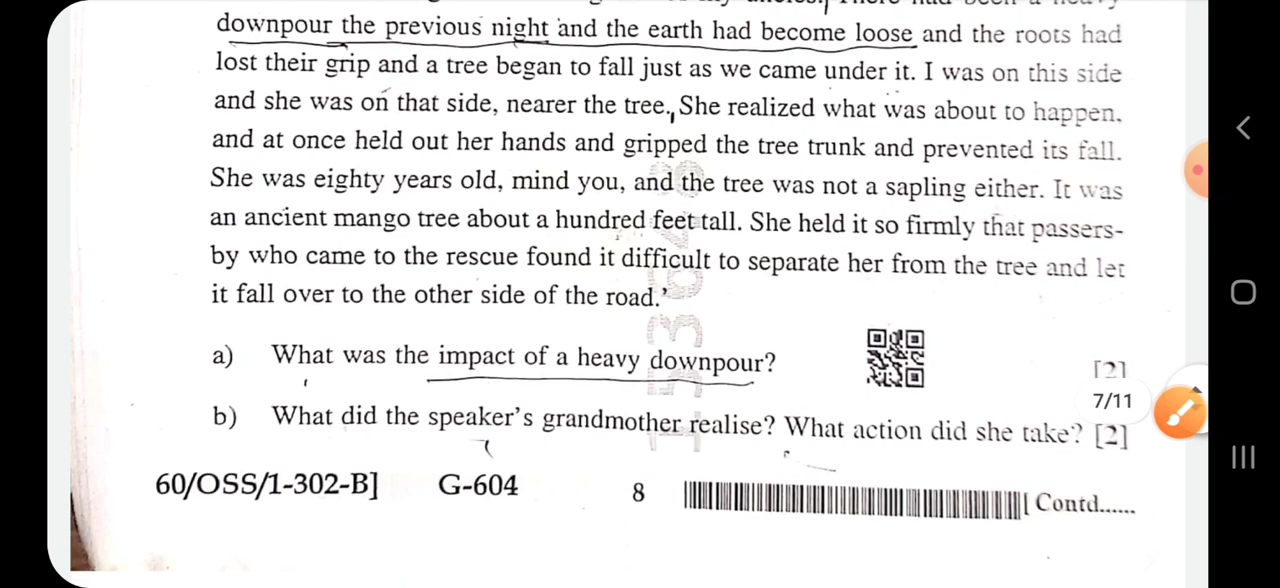 downpour the previous night and the earth had become loose and the roots had
lost their grip and a tree began to fall just as we came under it. I was on this side
and she was on that side, nearer the tree. She realized what was about to happen.
and at once held out her hands and gripped the tree trunk and prevented its fall.
She was eighty years old, mind you, and the tree was not a sapling either. It was
an ancient mango tree about a hundred feet tall. She held it so firmly that passers-
by who came to the rescue found it difficult to separate her from the tree and let
it fall over to the other side of the road.’
a) What was the impact of a heavy downpour? [2]
7/11
b) What did the speaker’s grandmother realise? What action did she take? [2]
60/OSS/1-302-B] G-604 8 [ Contd......